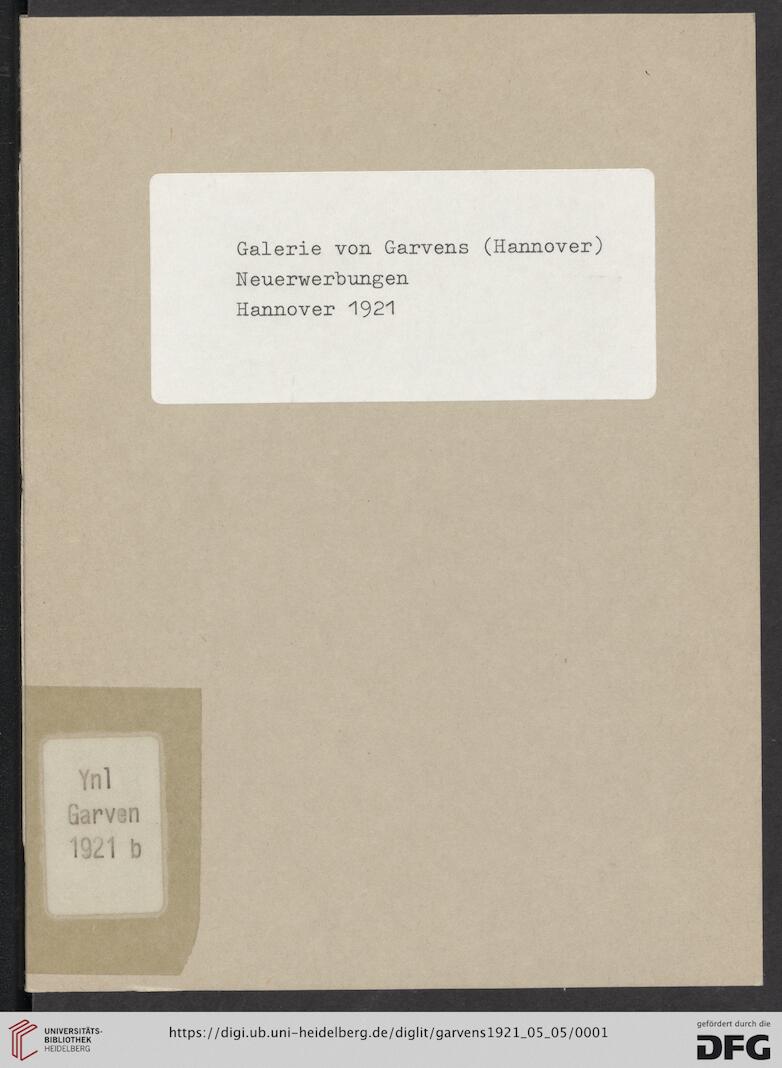 Galerie von Garvens (Hannover)
Neuerwerbungen
Hannover 1921
Ynl
Garven
1921 b
UNIVERSITÄTS-
BIBLIOTHEK
HEIDELBERG
https://digi.ub.uni-heidelberg.de/diglit/garvens1921_05_05/0001
gefördert durch die
DFG